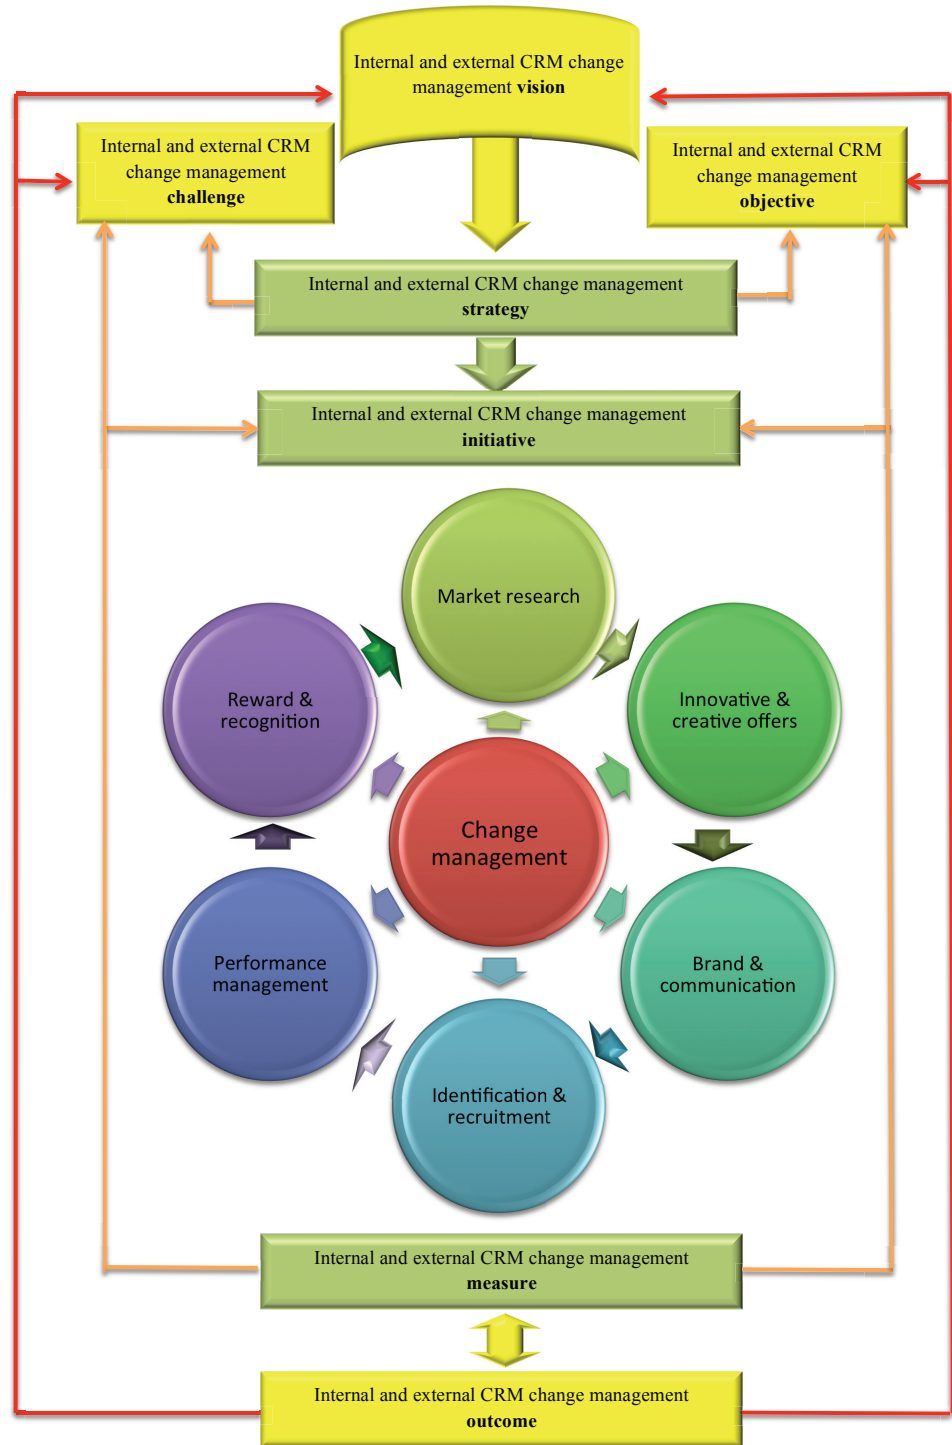 Internal and external CRM change
management vision
Internal and external CRM
change management
challenge
Internal and external CRM
change management
objective
Internal and external CRM change management
strategy
Internal and external CRM change management
initiative
Market research
Reward &
recognition
Innovative &
creative offers
Change
management
Performance
management
Brand &
communication
Identification &
recruitment
Internal and external CRM change management
measure
Internal and external CRM change management
outcome